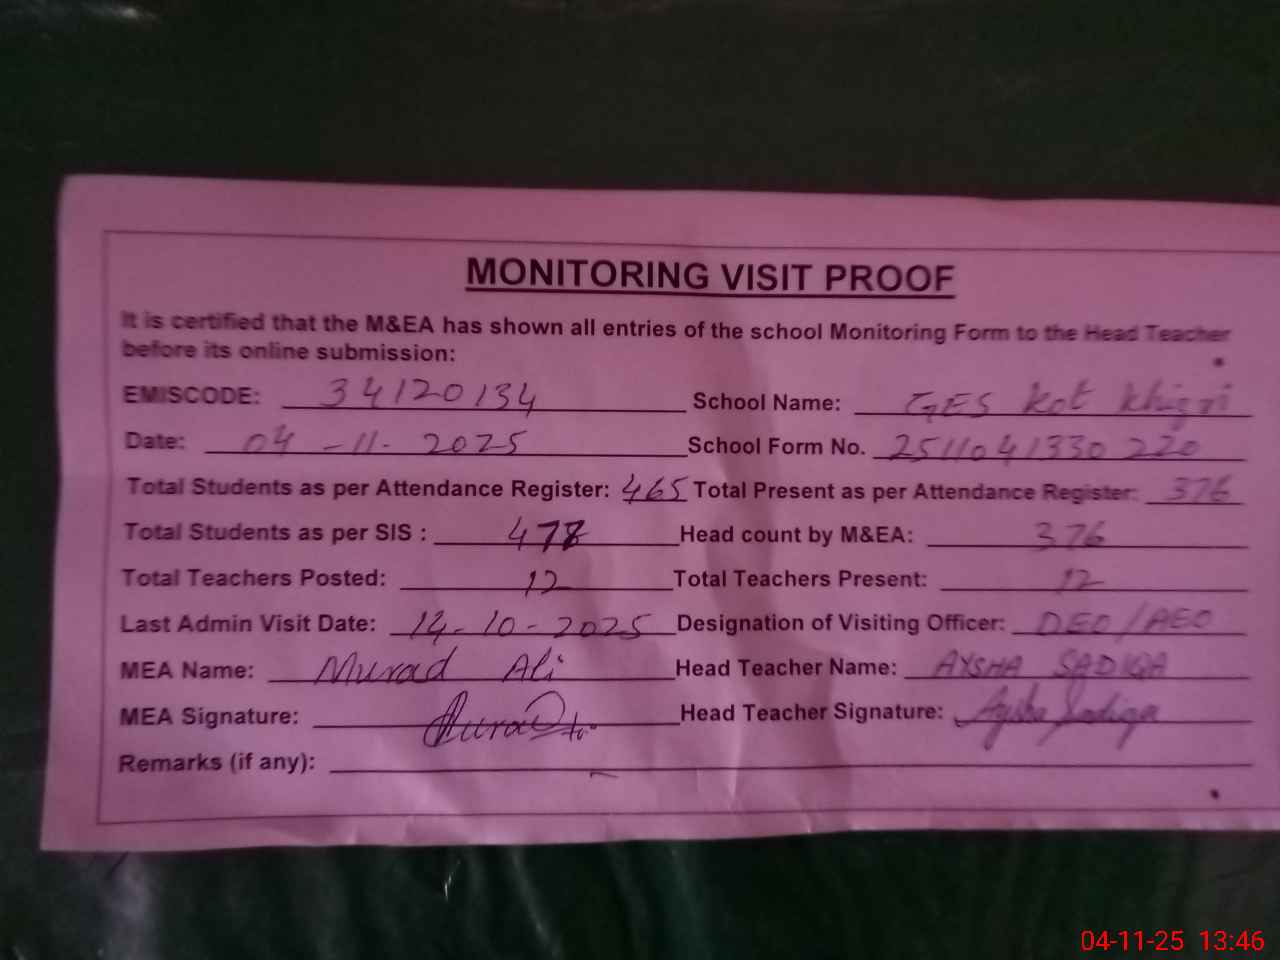 MONITORING VISIT PROOF
It is certified that the M&EA has shown all entries of the school Monitoring Form to the Head Teacher
before its online submission:
EMISCODE: 34120134 School Name: GES Kot Khizri
Date: 04-11-2025 School Form No. 2511041330220
Total Students as per Attendance Register: 465 Total Present as per Attendance Register: 376
Total Students as per SIS : 478 Head count by M&EA: 376
Total Teachers Posted: 12 Total Teachers Present: 12
Last Admin Visit Date: 14-10-2025 Designation of Visiting Officer: DEO/AEO
MEA Name: Murad Ali Head Teacher Name: AYSHA SADIQA
MEA Signature: Head Teacher Signature: Aysha Sadiqa
Remarks (if any):
04-11-25 13:46